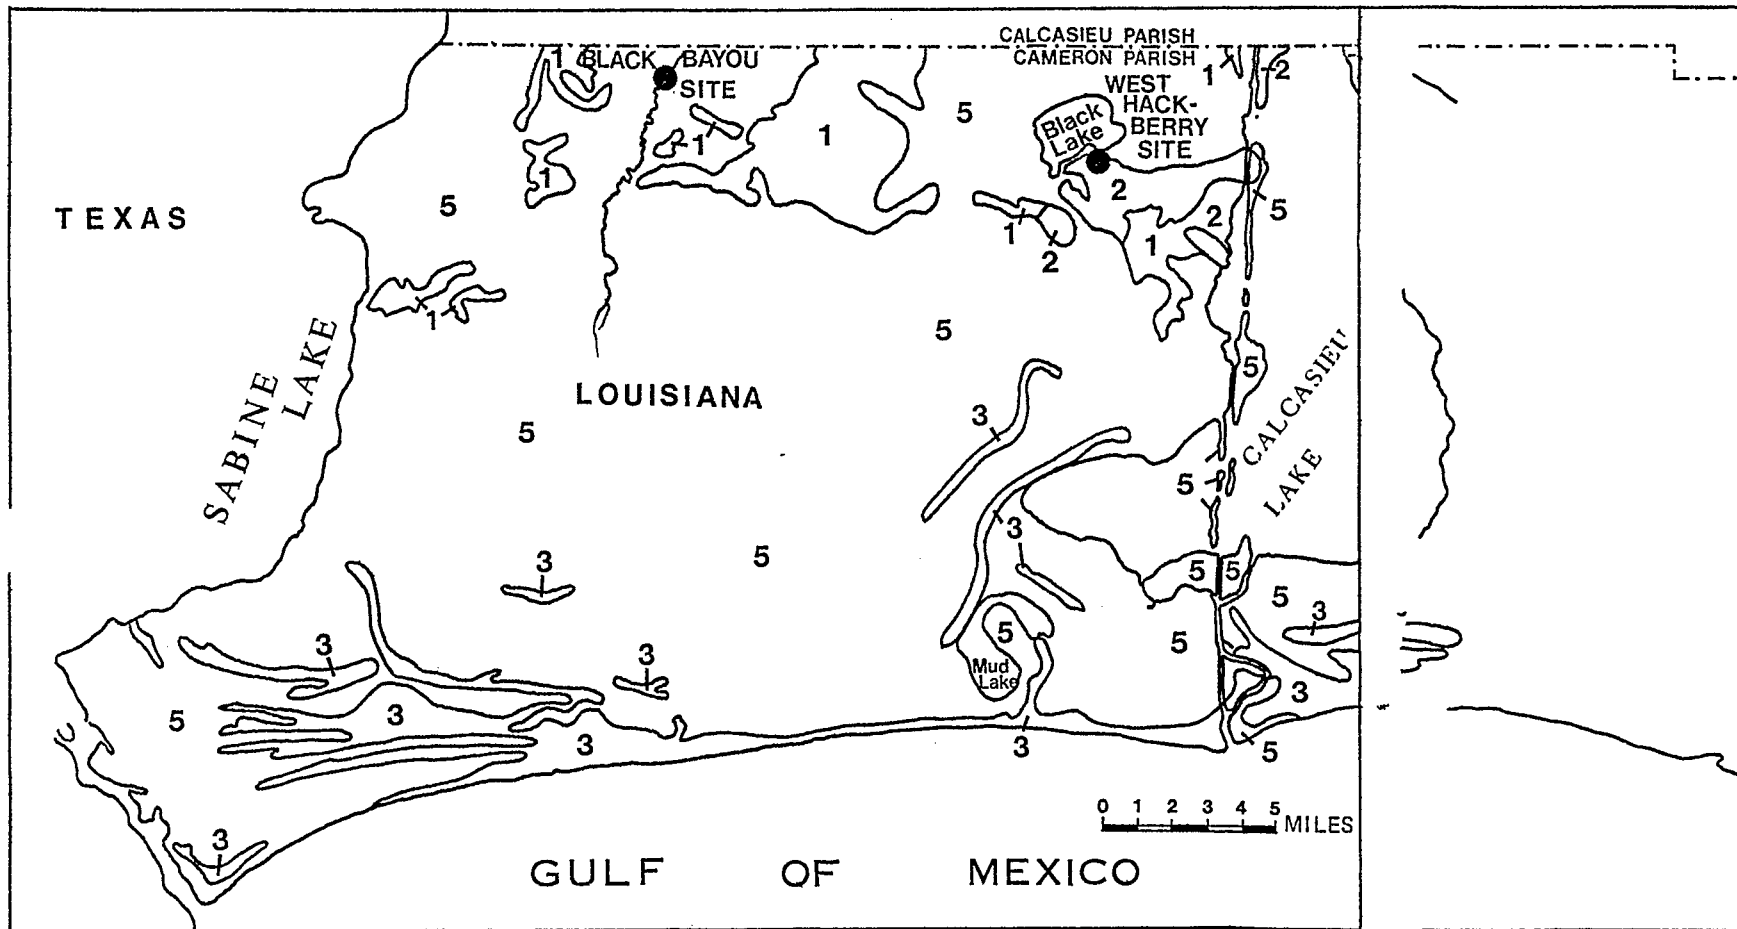 CALCASIEU PARISH
CAMERON PARISH
1
BLACK BAYOU
SITE
1
2
WEST
HACK-
BERRY
SITE
Black
Lake
5
1
1
1
2
5
TEXAS
5
1
2
2
1
5
1
5
SABINE
LAKE
LOUISIANA
5
3
CALCASIEU
LAKE
5
5
3
3
5
5
5
3
3
3
5
5
Mud
Lake
3
5
3
3
3
5
3
0 1 2 3 4 5
MILES
3
GULF OF MEXICO